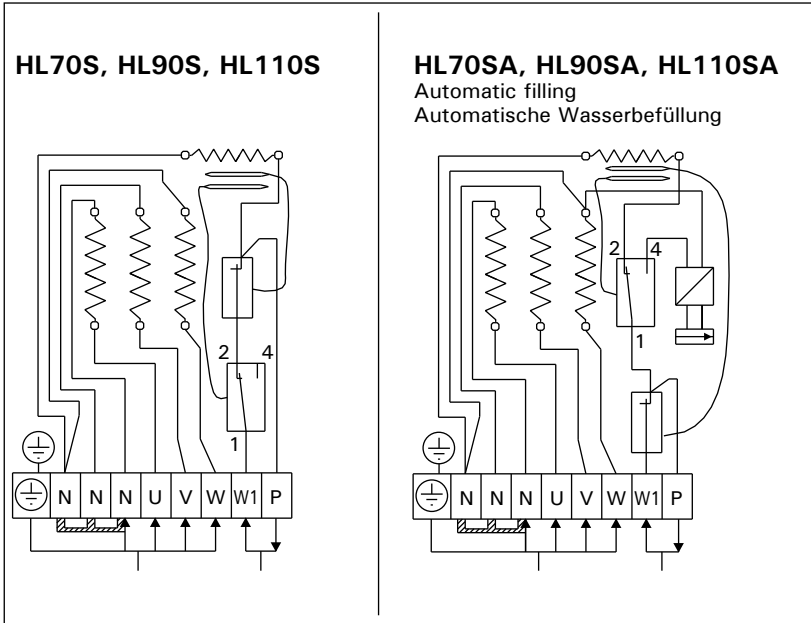 HL70S, HL90S, HL110S
2 4
1
N N N U V W W1 P
HL70SA, HL90SA, HL110SA
Automatic filling
Automatische Wasserbefüllung
2 4
1
N N N U V W W1 P